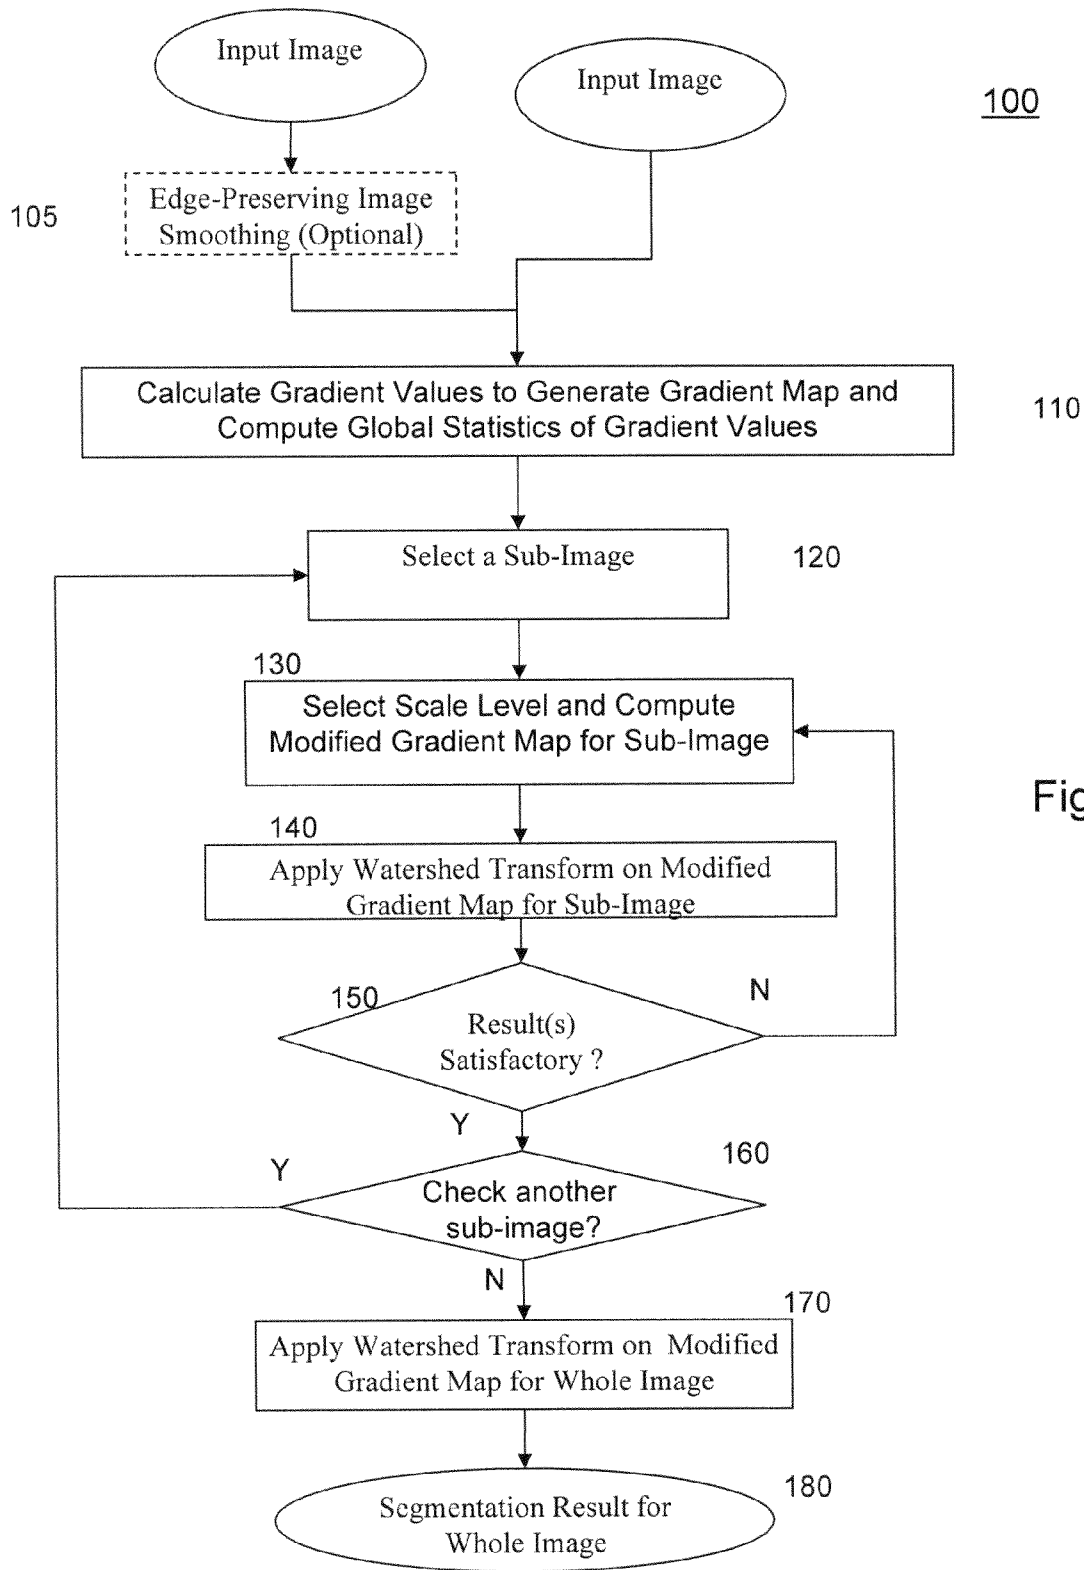 Input Image
Input Image
100
105
Edge-Preserving Image
Smoothing (Optional)
Calculate Gradient Values to Generate Gradient Map and
Compute Global Statistics of Gradient Values
110
Select a Sub-Image
120
130
Select Scale Level and Compute
Modified Gradient Map for Sub-Image
Fig
140
Apply Watershed Transform on Modified
Gradient Map for Sub-Image
150
N
Result(s)
Satisfactory ?
Y
160
Y
Check another
sub-image?
N
170
Apply Watershed Transform on Modified
Gradient Map for Whole Image
180
Segmentation Result for
Whole Image